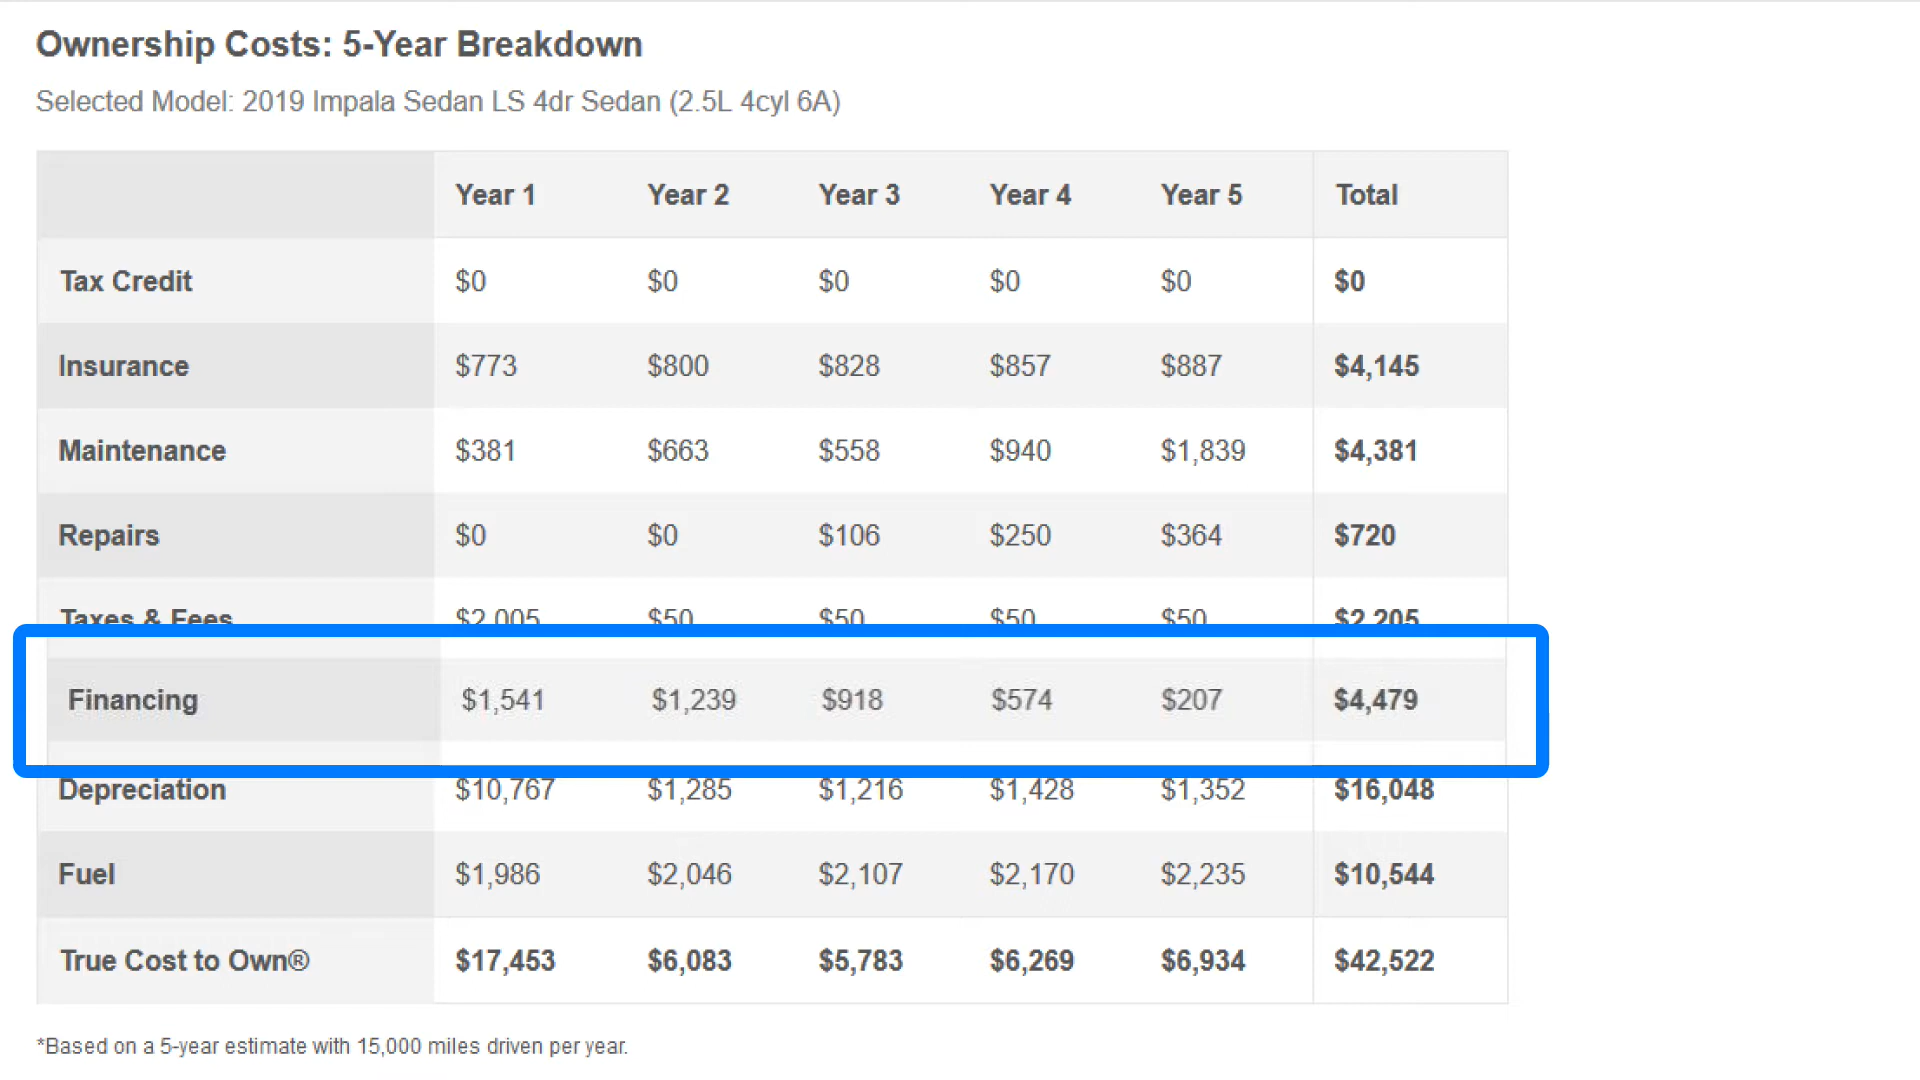 Ownership Costs: 5-Year Breakdown
Selected Model: 2019 Impala Sedan LS 4dr Sedan (2.5L 4cyl 6A)
Year 1 Year 2 Year 3 Year 4 Year 5 Total
Tax Credit $0 $0 $0 $0 $0 $0
Insurance $773 $800 $828 $857 $887 $4,145
Maintenance $381 $663 $558 $940 $1,839 $4,381
Repairs $0 $0 $106 $250 $364 $720
Taxes & Fees $2,005 $50 $50 $50 $50 $2,205
Financing $1,541 $1,239 $918 $574 $207 $4,479
Depreciation $10,767 $1,285 $1,216 $1,428 $1,352 $16,048
Fuel $1,986 $2,046 $2,107 $2,170 $2,235 $10,544
True Cost to Own® $17,453 $6,083 $5,783 $6,269 $6,934 $42,522
*Based on a 5-year estimate with 15,000 miles driven per year.